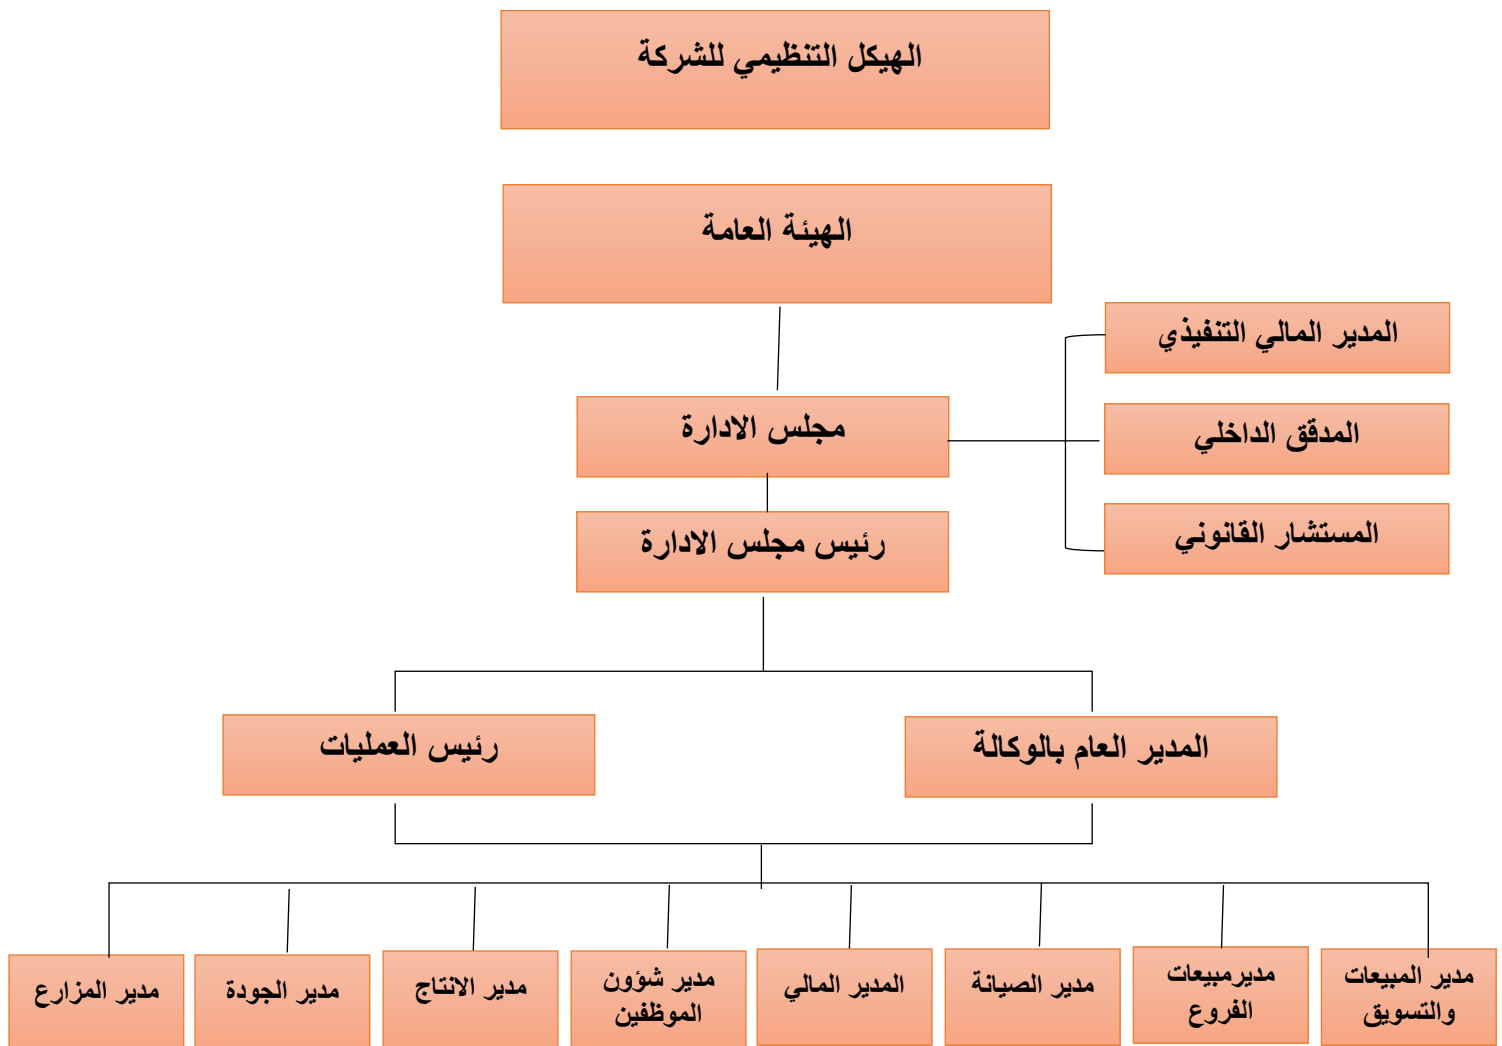 الهيكل التنظيمي للشركة
الهيئة العامة
المدير المالي التنفيذي
مجلس الادارة
المدقق الداخلي
رئيس مجلس الادارة
المستشار القانوني
المدير العام بالوكالة
رئيس العمليات
مدير المبيعات
والتسويق
مديرمبيعات
الفروع
مدير الصيانة
المدير المالي
مدير شؤون
الموظفين
مدير الانتاج
مدير الجودة
مدير المزارع